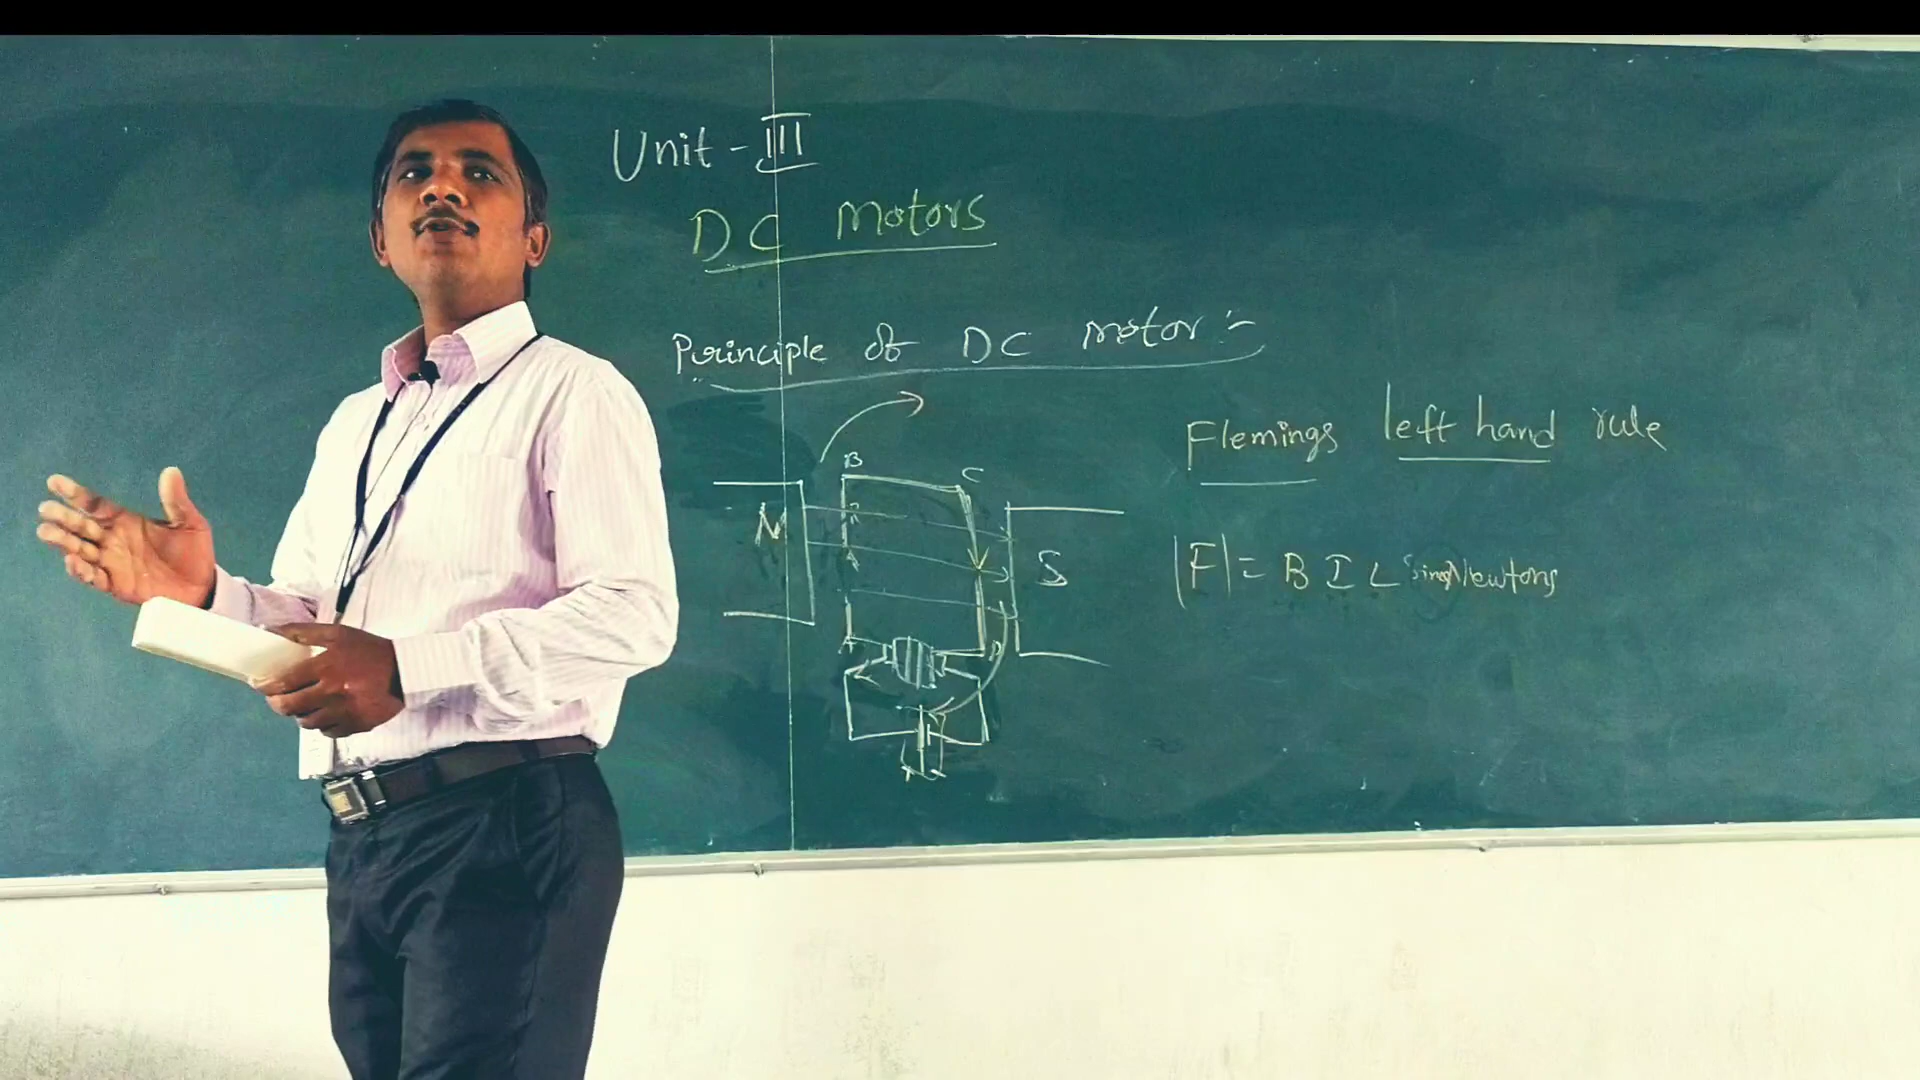 Unit - III
DC Motors
Principle of DC motor :-
Flemings left hand rule
B
C
N
S
|F| = B I L Sinθ Newtons
A
D